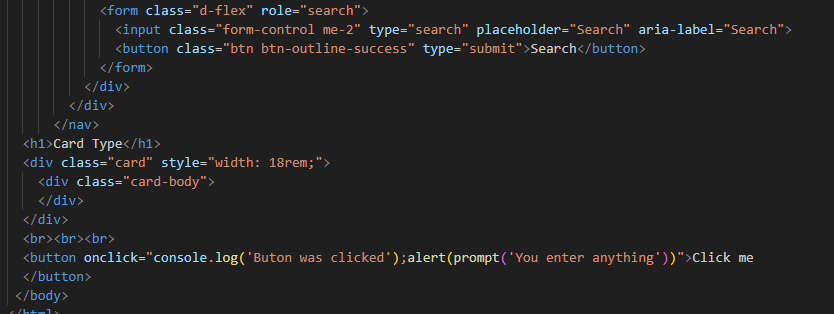 <form class="d-flex" role="search">
<input class="form-control me-2" type="search" placeholder="Search" aria-label="Search">
<button class="btn btn-outline-success" type="submit">Search</button>
</form>
</div>
</div>
</nav>
<h1>Card Type</h1>
<div class="card" style="width: 18rem;">
<div class="card-body">
</div>
</div>
<br><br><br>
<button onclick="console.log('Buton was clicked');alert(prompt('You enter anything'))">Click me
</button>
</body>
</html>